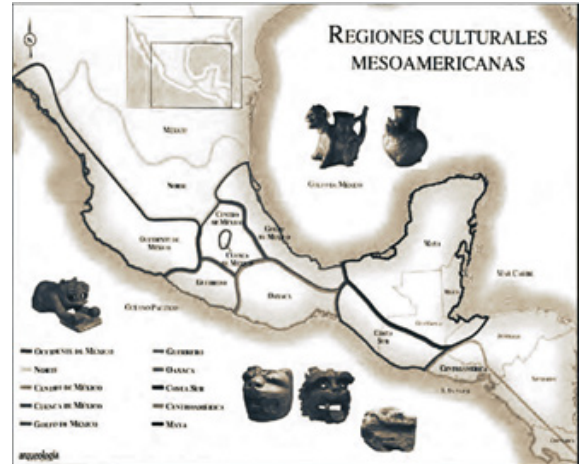 REGIONES CULTURALES
MESOAMERICANAS
MÉXICO
NORTE
GOLFO DE MÉXICO
CENTRO
DE MÉXICO
GOLFO
DE MÉXICO
OCCIDENTE DE
MÉXICO
CUENCA
DE MÉXICO
MAYA
MAR CARIBE
GUERRERO
OAXACA
OCÉANO PACÍFICO
COSTA
SUR
CENTROAMÉRICA
OCCIDENTE DE MÉXICO
NORTE
CENTRO DE MÉXICO
CUENCA DE MÉXICO
GOLFO DE MÉXICO
GUERRERO
OAXACA
COSTA SUR
CENTROAMÉRICA
MAYA
arqueología